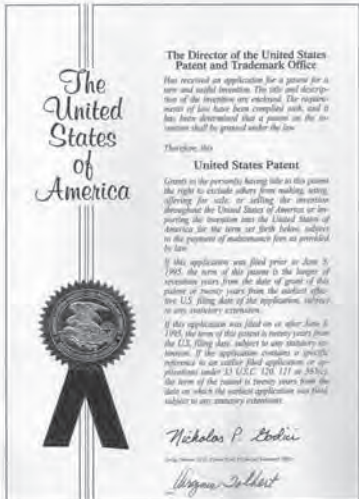 The
United
States
of
America
The Director of the United States
Patent and Trademark Office
Has received an application for a patent for a
new and useful invention. The title and descrip-
tion of the invention are enclosed. The require-
ments of law have been complied with, and it
has been determined that a patent on the in-
vention shall be granted under the law.
Therefore, this
United States Patent
Grants to the person(s) having title to this patent
the right to exclude others from making, using,
offering for sale, or selling the invention
throughout the United States of America or im-
porting the invention into the United States of
America for the term set forth below, subject
to the payment of maintenance fees as provided
by law.
If this application was filed prior to June 8,
1995, the term of this patent is the longer of
seventeen years from the date of grant of this
patent or twenty years from the earliest effec-
tive U.S. filing date of the application, subject
to any statutory extension.
If this application was filed on or after June 8,
1995, the term of this patent is twenty years from
the U.S. filing date, subject to any statutory ex-
tension. If the application contains a specific
reference to an earlier filed application or ap-
plications under 35 U.S.C. 120, 121 or 365(c),
the term of the patent is twenty years from the
date on which the earliest application was filed,
subject to any statutory extensions.
Nicholas P. Godici